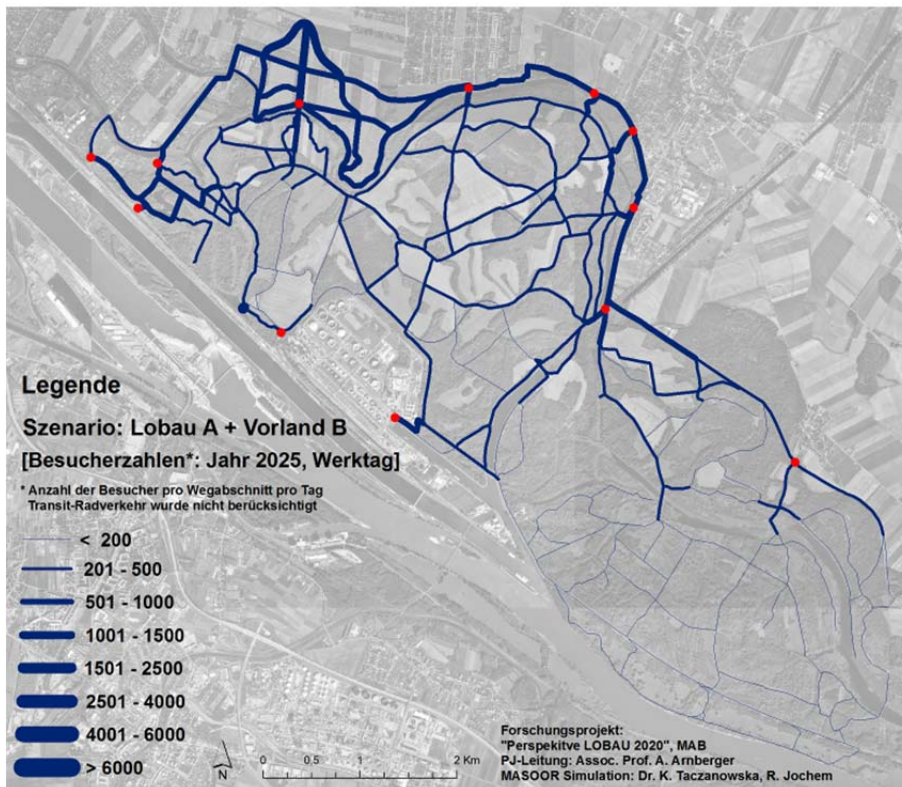 Legende
Szenario: Lobau A + Vorland B
[Besucherzahlen*: Jahr 2025, Werktag]
* Anzahl der Besucher pro Wegabschnitt pro Tag
Transit-Radverkehr wurde nicht berücksichtigt
< 200
201 - 500
501 - 1000
1001 - 1500
1501 - 2500
2501 - 4000
4001 - 6000
> 6000
N
0 0.5 1 2 Km
Forschungsprojekt:
"Perspekitve LOBAU 2020", MAB
PJ-Leitung: Assoc. Prof. A. Arnberger
MASOOR Simulation: Dr. K. Taczanowska, R. Jochem